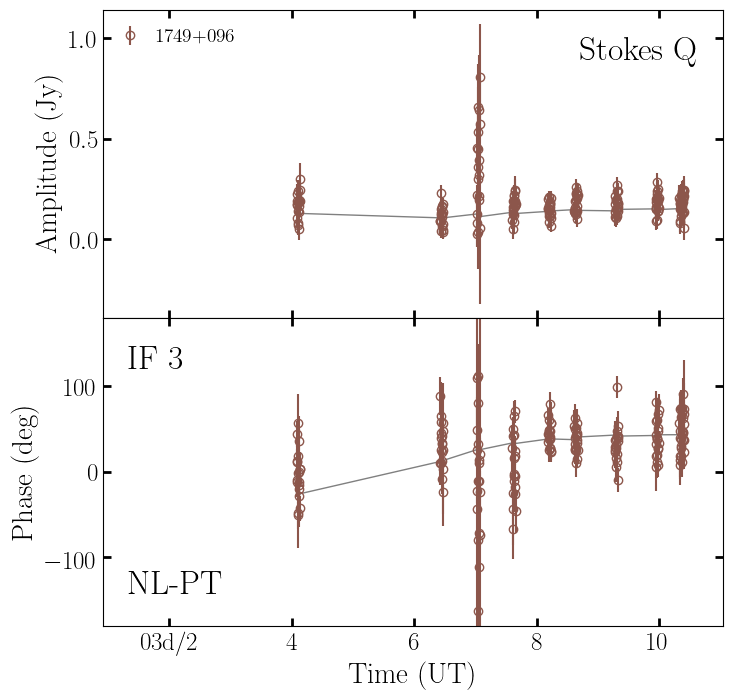 1749+096
Stokes Q
1.0
0.5
0.0
Amplitude (Jy)
IF 3
100
0
−100
Phase (deg)
NL-PT
03d/2
4
6
8
10
Time (UT)